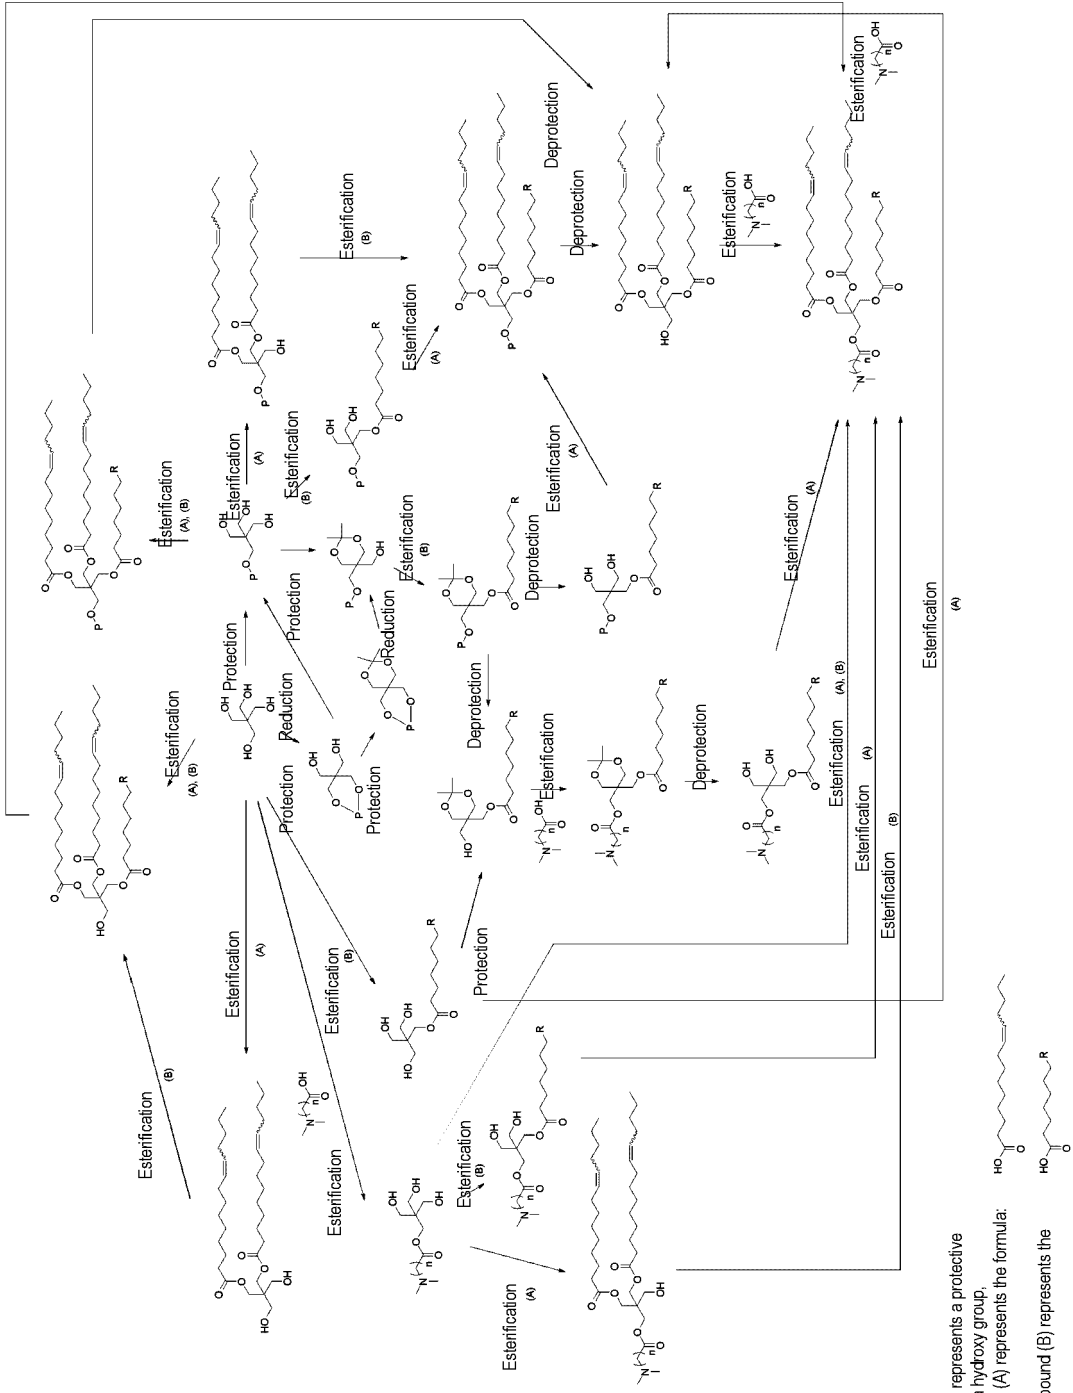 Esterification
(B)
Esterification
(A), (B)
Esterification
(A), (B)
Esterification
(A)
Protection
Esterification
(A)
Protection
Reduction
Protection
Esterification
(B)
Esterification
Esterification
(B)
Esterification
(B)
Protection
Reduction
Esterification
(B)
Esterification
(A)
Esterification
(B)
Protection
Deprotection
Esterification
(A)
Deprotection
Esterification
Esterification
(A)
Deprotection
Deprotection
Deprotection
Esterification
Esterification
(A)
Esterification
(A), (B)
Esterification
Esterification
(A)
Esterification
(B)
Esterification
(A)
represents a protective
hydroxy group,
(A) represents the formula:
ound (B) represents the